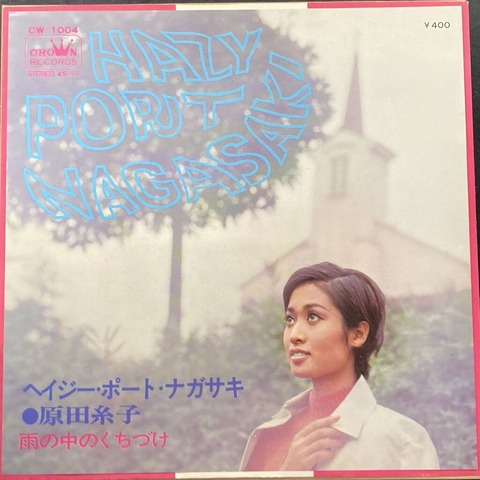 CW 1004
CROWN
RECORDS
STEREO 45
¥400
HAZY
PORT
NAGASAKI
ヘイジー・ポート・ナガサキ
●原田糸子
雨の中のくちづけ